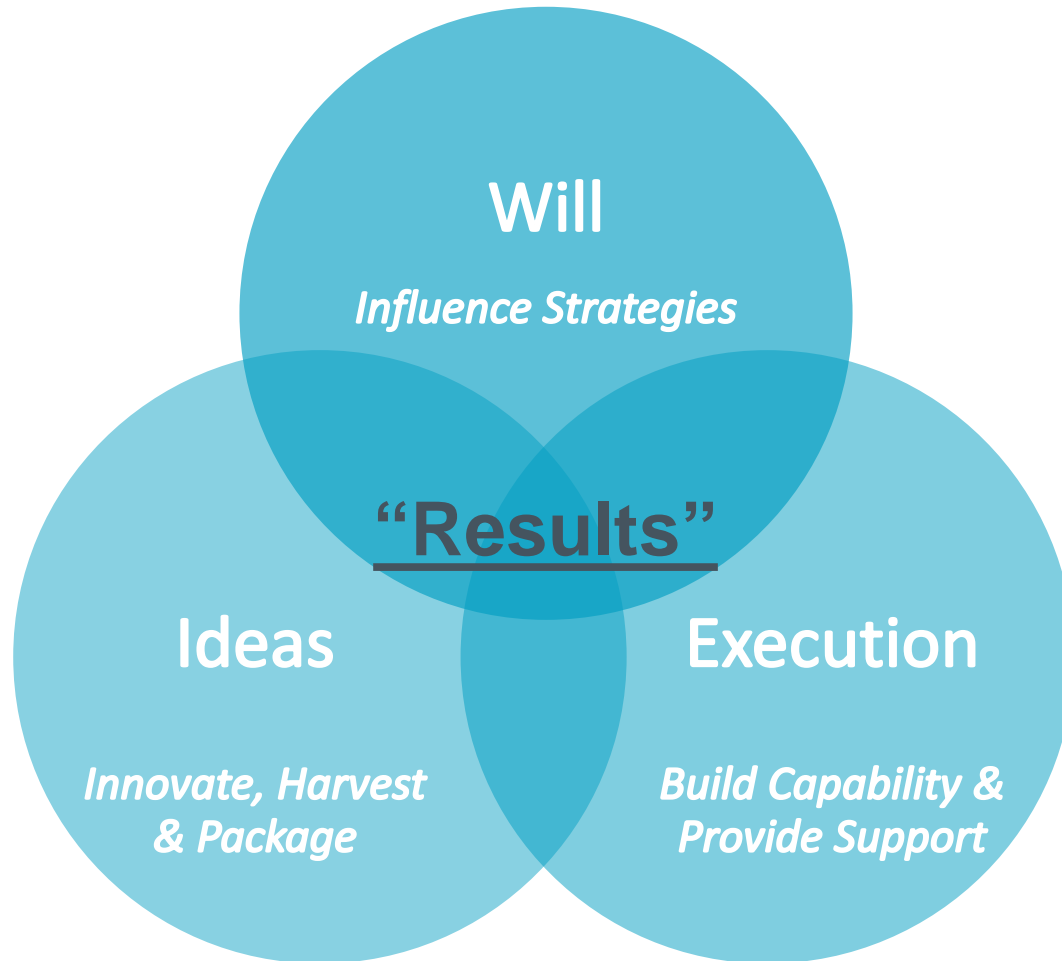 Will
Influence Strategies
“Results”
Ideas
Execution
Innovate, Harvest
& Package
Build Capability &
Provide Support